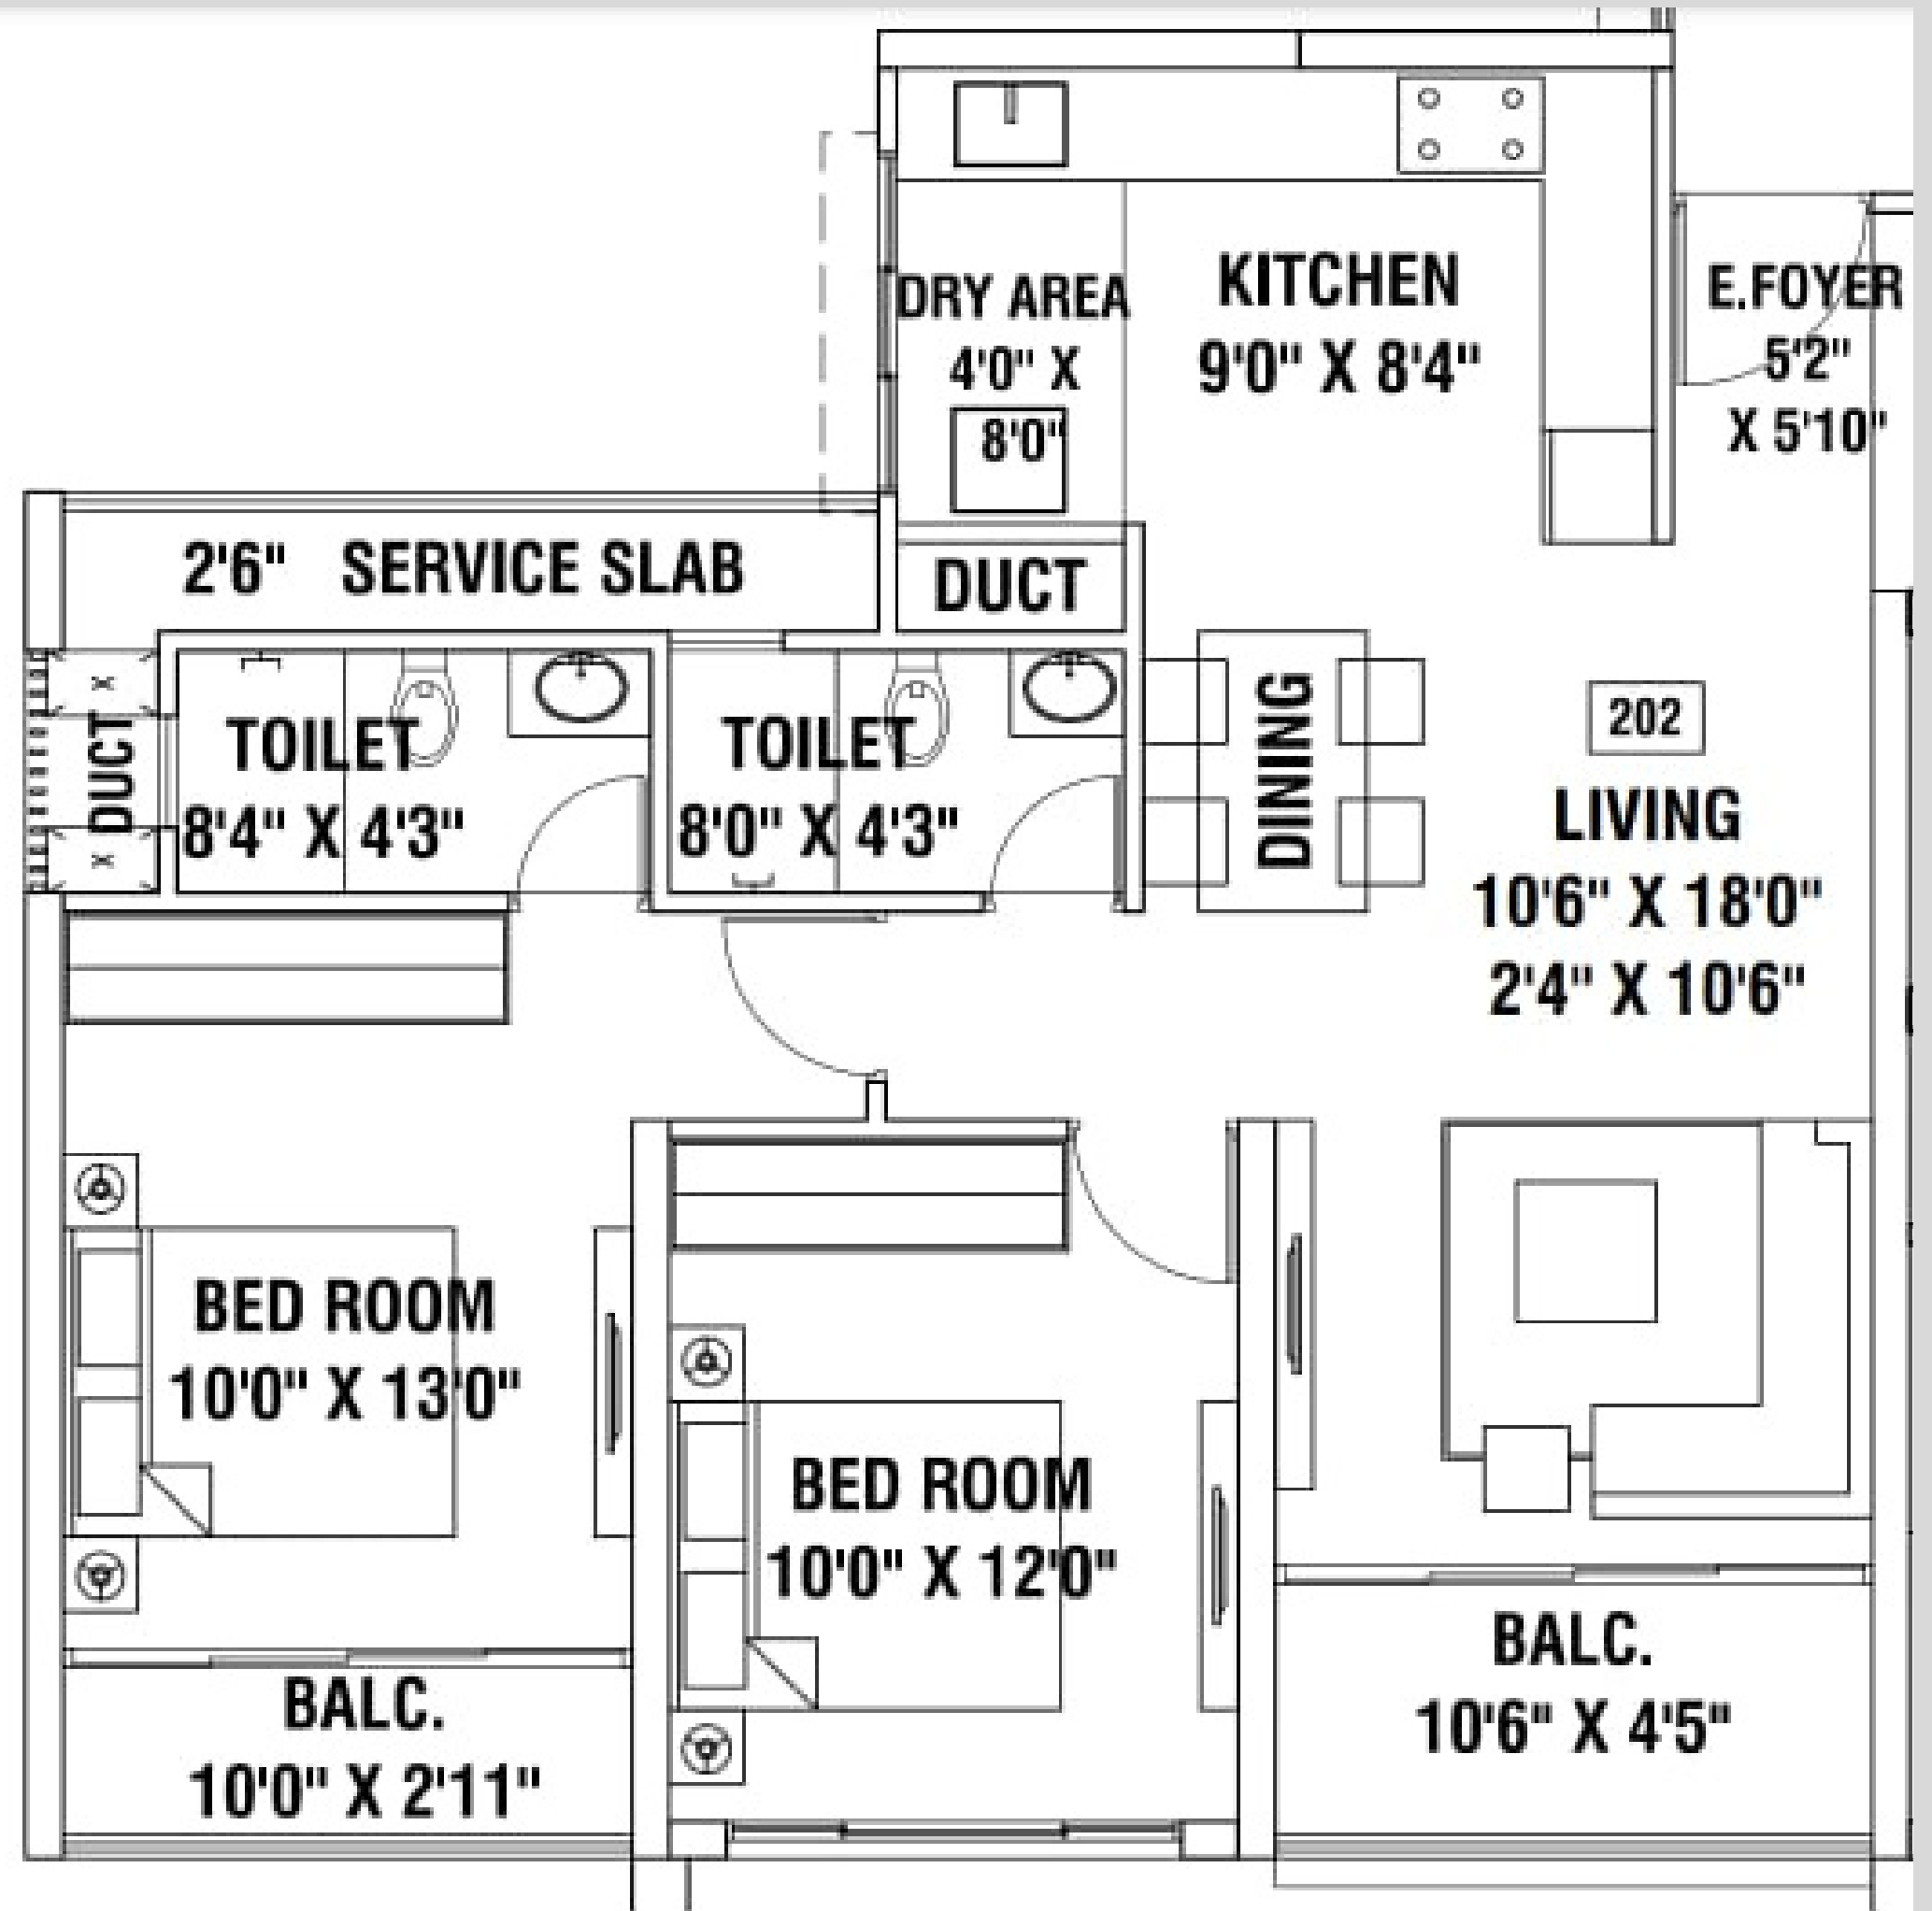 DRY AREA
4'0" X
8'0"
KITCHEN
9'0" X 8'4"
E.FOYER
5'2"
X 5'10"
2'6" SERVICE SLAB
DUCT
DUCT
TOILET
8'4" X 4'3"
TOILET
8'0" X 4'3"
DINING
202
LIVING
10'6" X 18'0"
2'4" X 10'6"
BED ROOM
10'0" X 13'0"
BED ROOM
10'0" X 12'0"
BALC.
10'0" X 2'11"
BALC.
10'6" X 4'5"